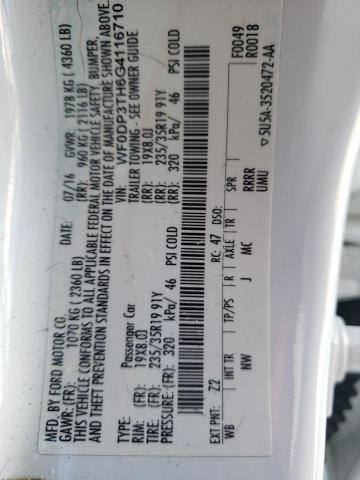 MFD. BY FORD MOTOR CO.
DATE: 07/16 GVWR: 1978 KG ( 4360 LB)
GAWR: (FR): 1070 KG ( 2360 LB) (RR): 960 KG ( 2116 LB)
THIS VEHICLE CONFORMS TO ALL APPLICABLE FEDERAL MOTOR VEHICLE SAFETY, BUMPER,
AND THEFT PREVENTION STANDARDS IN EFFECT ON THE DATE OF MANUFACTURE SHOWN ABOVE.
VIN: WF0DP3TH6G4116710
TYPE: Passenger Car TRAILER TOWING - SEE OWNER GUIDE
RIM: (FR): 19X8.0J (RR): 19X8.0J
TIRE: (FR): 235/35R19 91Y (RR): 235/35R19 91Y
PRESSURE: (FR): 320 kPa/ 46 PSI COLD (RR): 320 kPa/ 46 PSI COLD
F0049
R0018
EXT PNT: Z2 RC: 47 DSO:
WB INT TR TP/PS R AXLE TR SPR RRRR
NW J MC UMU
5U5A-3520472-AA